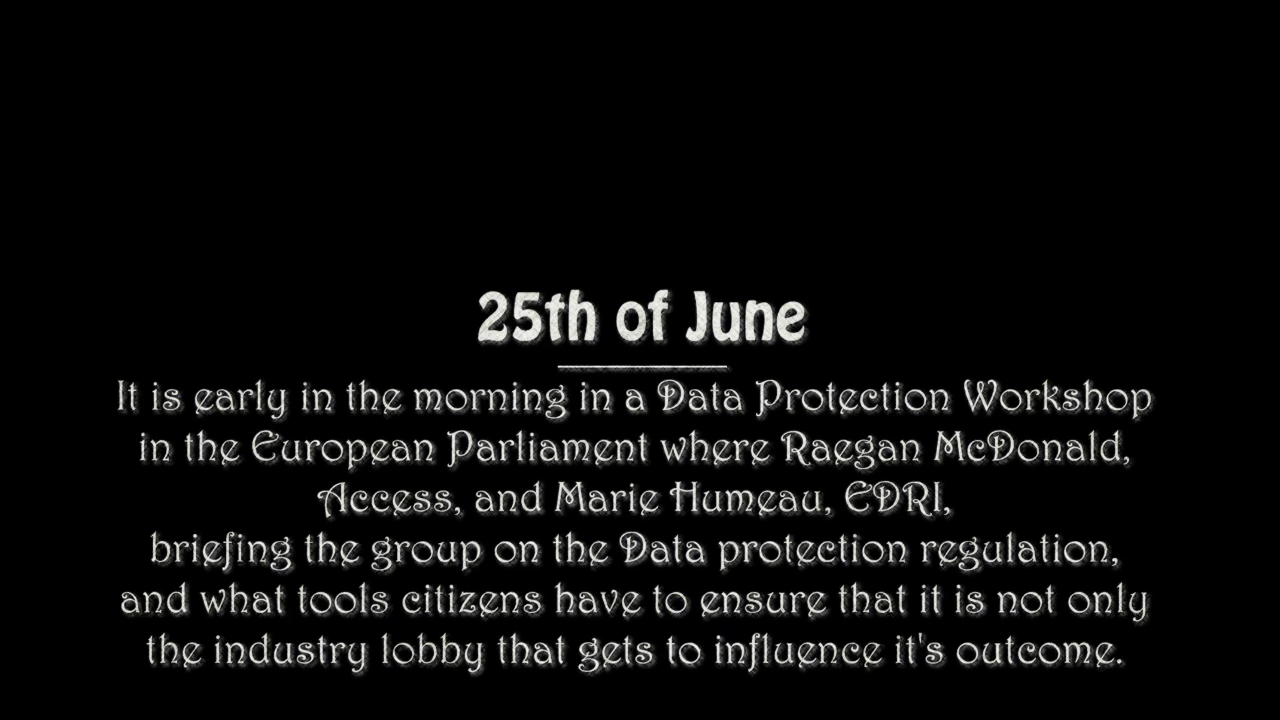 25th of June
It is early in the morning in a Data Protection Workshop
in the European Parliament where Raegan McDonald,
Access, and Marie Humeau, EDRI,
briefing the group on the Data protection regulation,
and what tools citizens have to ensure that it is not only
the industry lobby that gets to influence it's outcome.